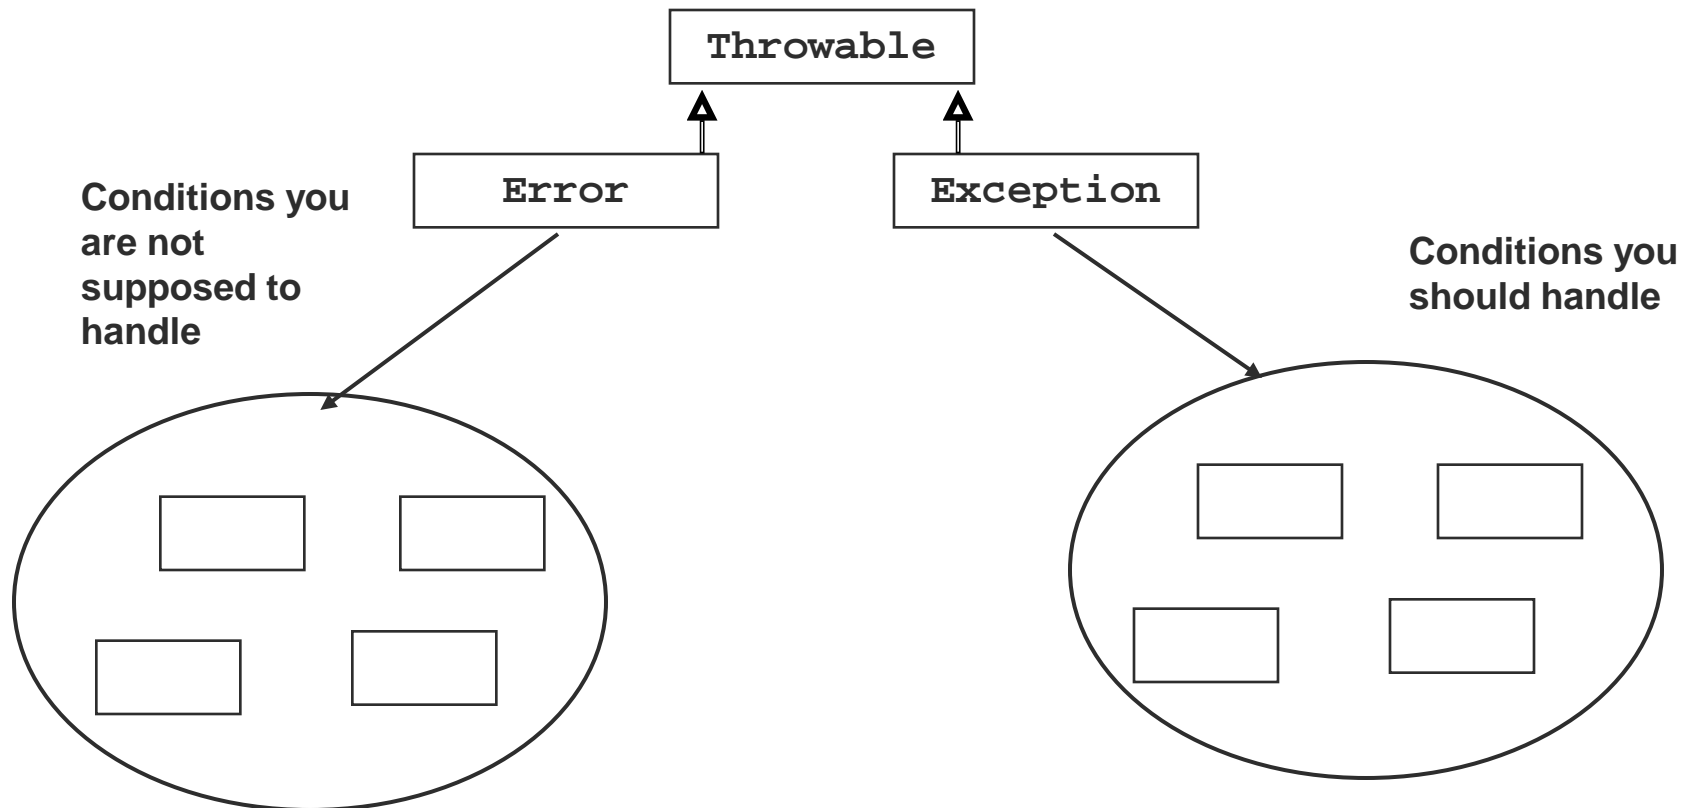 Throwable
Error
Exception
Conditions you
are not
supposed to
handle
Conditions you
should handle